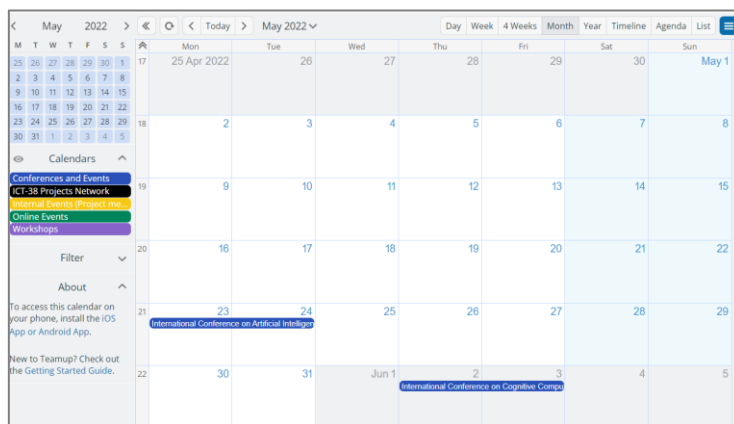 May 2022
Today
May 2022
Day Week 4 Weeks Month Year Timeline Agenda List
M T W T F S S
25 26 27 28 29 30 1
2 3 4 5 6 7 8
9 10 11 12 13 14 15
16 17 18 19 20 21 22
23 24 25 26 27 28 29
30 31 1 2 3 4 5
Calendars
Conferences and Events
ICT-38 Projects Network
Internal Events (Project me...
Online Events
Workshops
Filter
About
To access this calendar on
your phone, install the iOS
App or Android App.
New to Teamup? Check out
the Getting Started Guide.
Mon Tue Wed Thu Fri Sat Sun
17 25 Apr 2022 26 27 28 29 30 May 1
18 2 3 4 5 6 7 8
19 9 10 11 12 13 14 15
20 16 17 18 19 20 21 22
21 23 24 25 26 27 28 29
International Conference on Artificial Intelligen
22 30 31 Jun 1 2 3 4 5
International Conference on Cognitive Compu